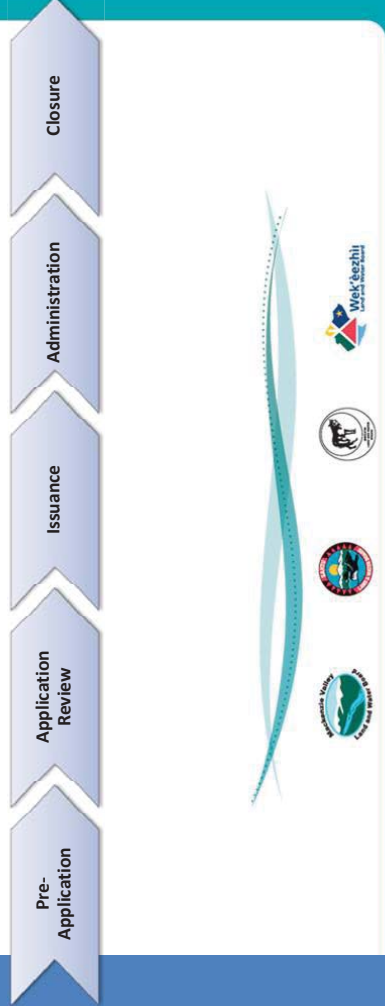 Pre-
Application
Application
Review
Issuance
Administration
Closure
Mackenzie Valley
Land and Water Board
Wek'èezhìi
Land and Water Board